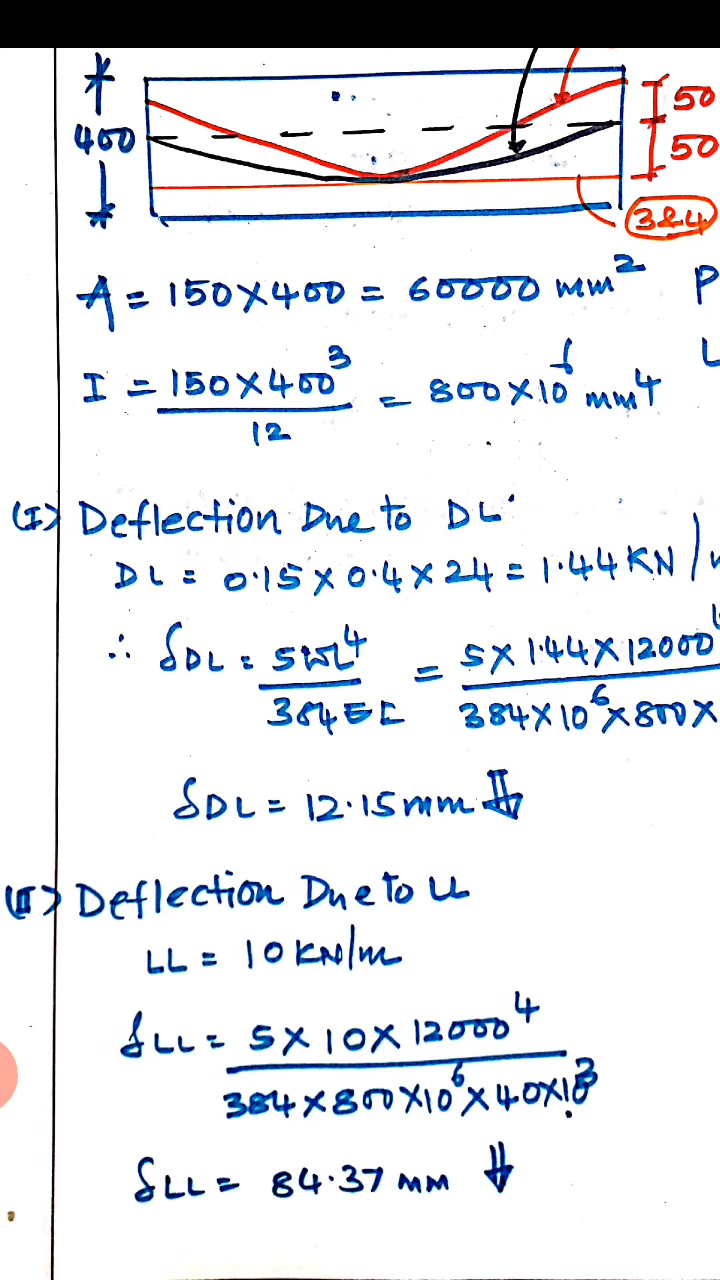 50
400
50
384
A = 150×400 = 60000 mm² P
I = 150×400³ / 12 = 800×10⁶ mm⁴ L
(I) Deflection Due to DL
DL = 0.15×0.4×24 = 1.44 KN/
∴ δDL = 5wl⁴ / 384EI = 5×1.44×12000⁴ / 384×10⁶×800×
δDL = 12.15mm ⇓
(II) Deflection Due to LL
LL = 10 KN/m
δLL = 5×10×12000⁴ / 384×800×10⁶×40×10³
δLL = 84.37 mm ⇓